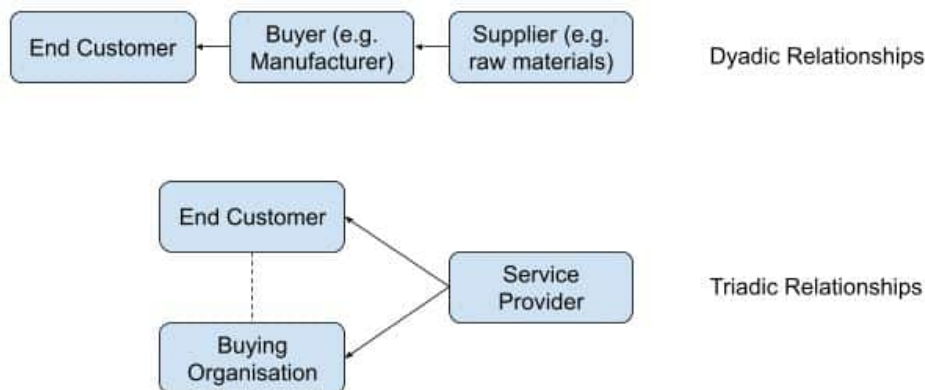 End Customer
Buyer (e.g.
Manufacturer)
Supplier (e.g.
raw materials)
Dyadic Relationships
End Customer
Service
Provider
Triadic Relationships
Buying
Organisation